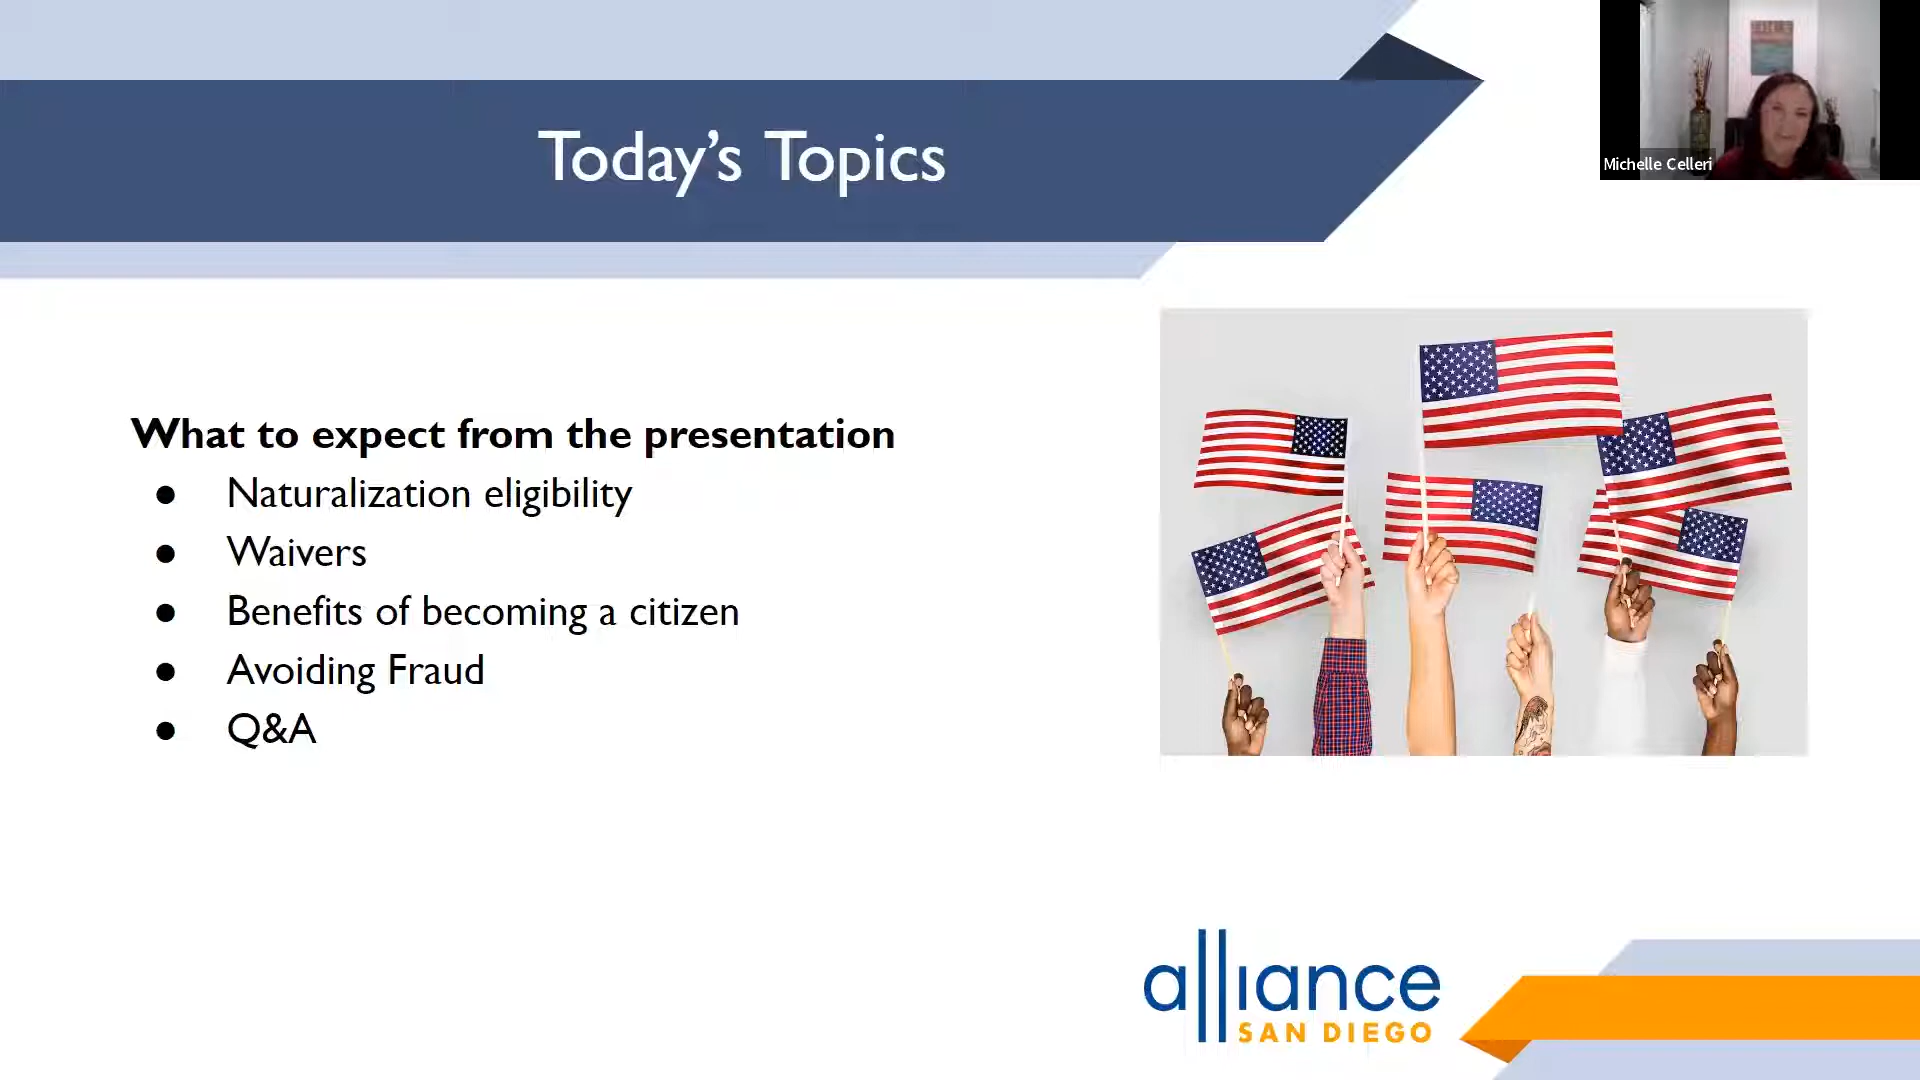 Today’s Topics
Michelle Celleri
What to expect from the presentation
● Naturalization eligibility
● Waivers
● Benefits of becoming a citizen
● Avoiding Fraud
● Q&A
alliance
SAN DIEGO